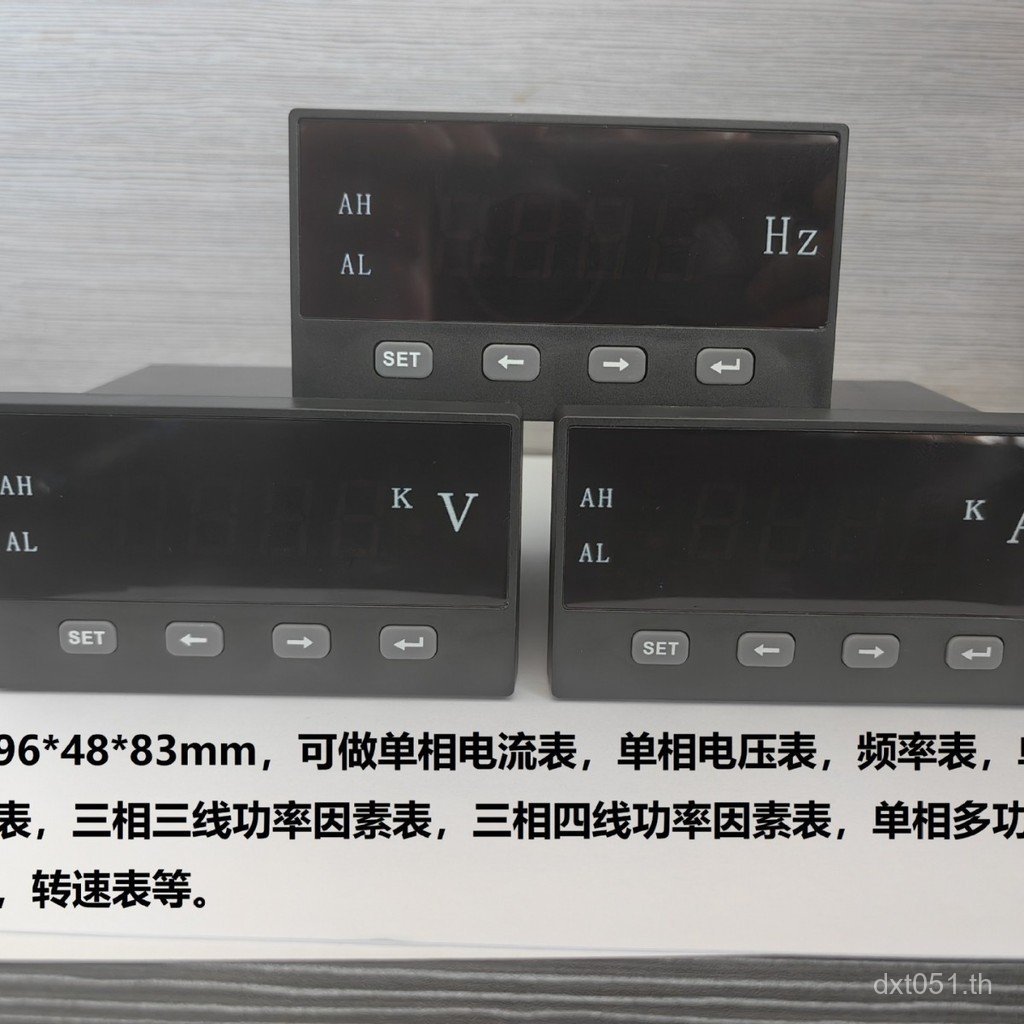 AH
Hz
AL
SET
AH
K V
AL
SET
AH
K A
AL
SET
96*48*83mm，可做单相电流表，单相电压表，频率表，
表，三相三线功率因素表，三相四线功率因素表，单相多功
，转速表等。
dxt051.th